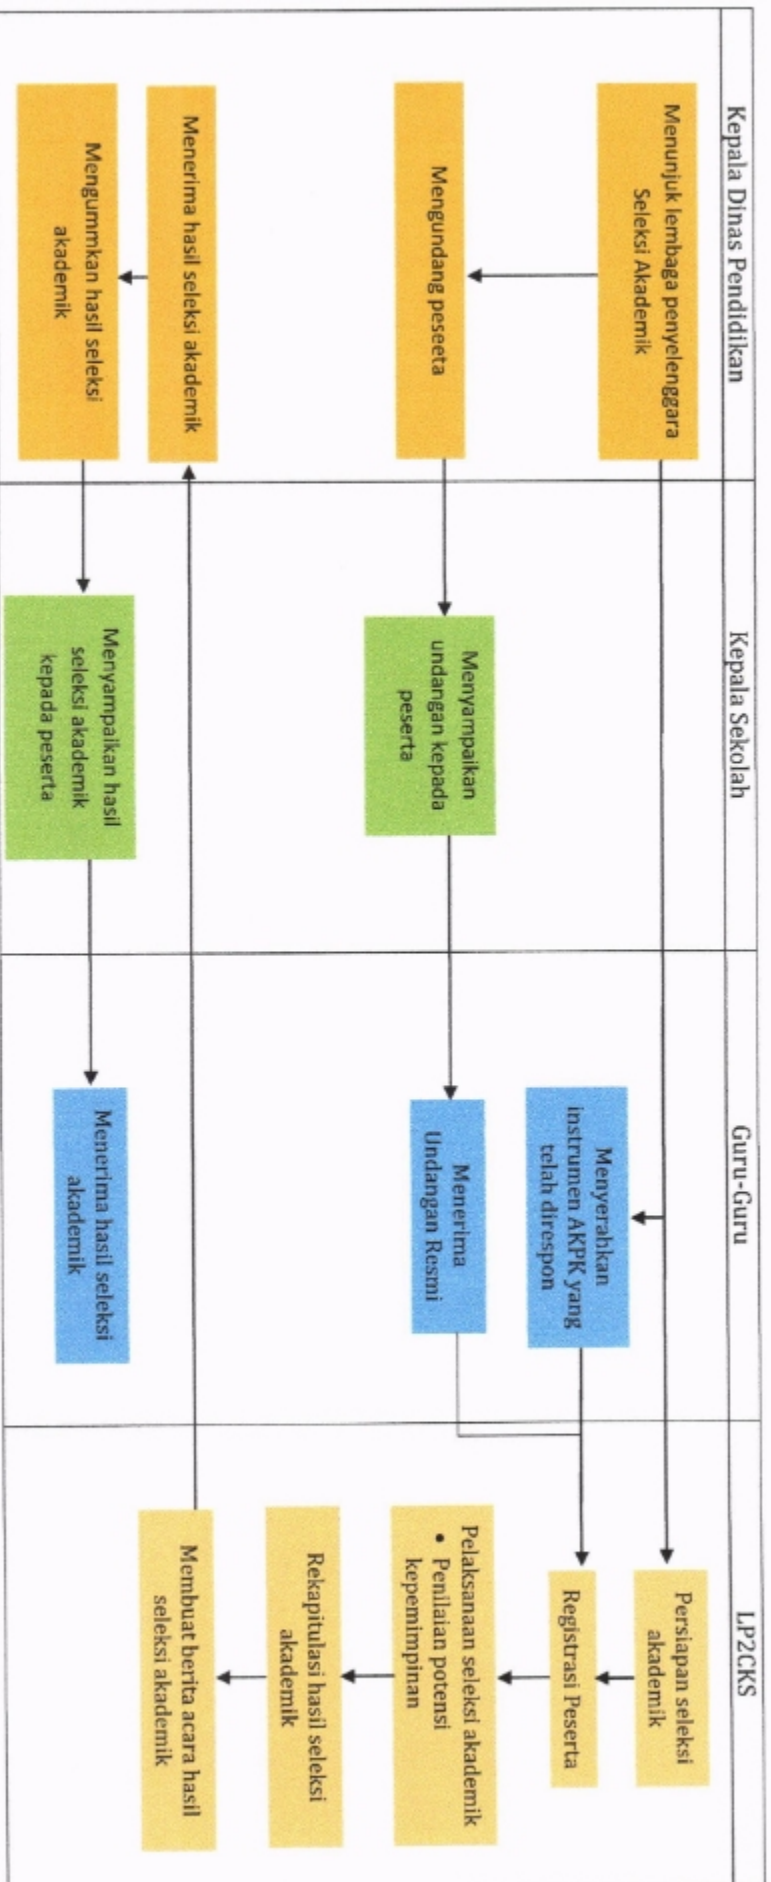 Kepala Dinas Pendidikan
Kepala Sekolah
Guru-Guru
LP2CKS
Menunjuk lembaga penyelenggara
Seleksi Akademik
Persiapan seleksi
akademik
Menyerahkan
instrumen AKPK yang
telah direspon
Registrasi Peserta
Mengundang peseeta
Menyampaikan
undangan kepada
peserta
Menerima
Undangan Resmi
Pelaksanaan seleksi akademik
• Penilaian potensi
kepemimpinan
Rekapitulasi hasil seleksi
akademik
Menerima hasil seleksi akademik
Membuat berita acara hasil
seleksi akademik
Mengummkan hasil seleksi
akademik
Menyampaikan hasil
seleksi akademik
kepada peserta
Menerima hasil seleksi
akademik